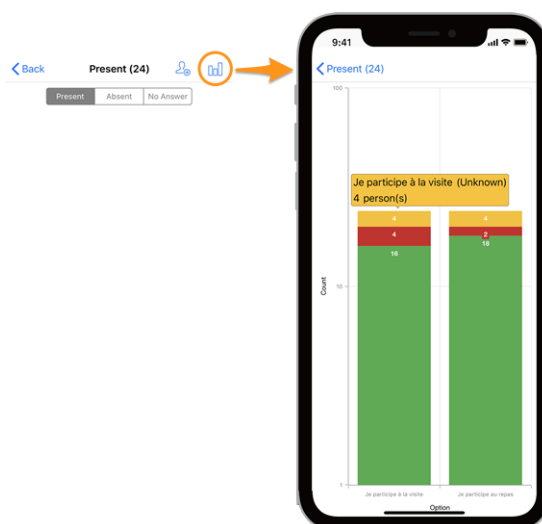 Back
Present (24)
Present
Absent
No Answer
9:41
Present (24)
100
Je participe à la visite (Unknown)
4 person(s)
4
4
4
2
16
18
Count
10
1
Je participe à la visite
Je participe au repas
Option